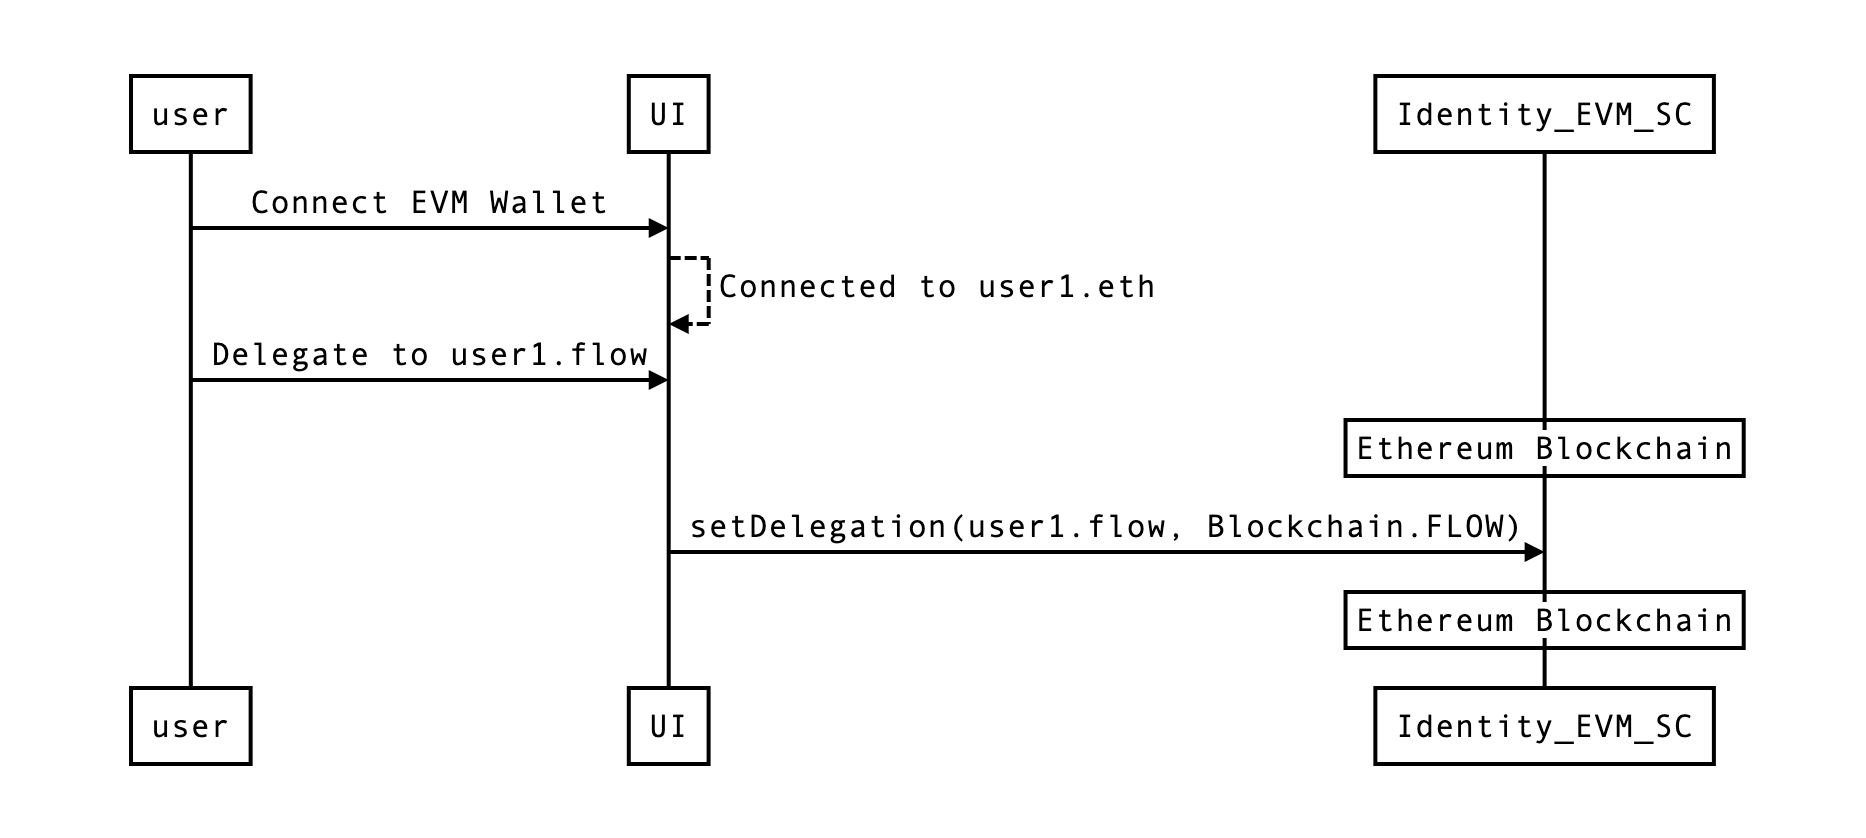 user
UI
Identity_EVM_SC
Connect EVM Wallet
Connected to user1.eth
Delegate to user1.flow
Ethereum Blockchain
setDelegation(user1.flow, Blockchain.FLOW)
Ethereum Blockchain
user
UI
Identity_EVM_SC